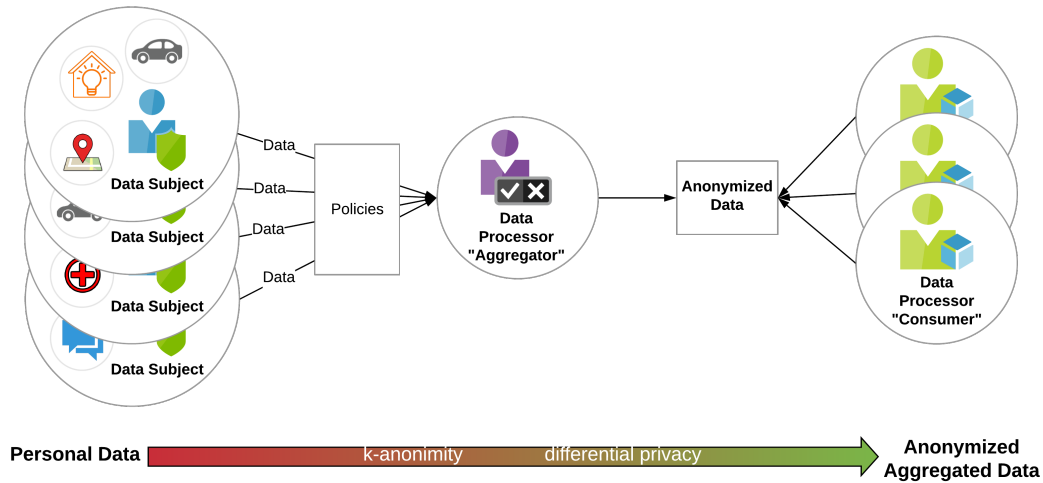 Data Subject
Data Subject
Data Subject
Data Subject
Data
Data
Data
Data
Policies
Data
Processor
"Aggregator"
Anonymized
Data
Data
Processor
"Consumer"
Personal Data
k-anonimity
differential privacy
Anonymized
Aggregated Data